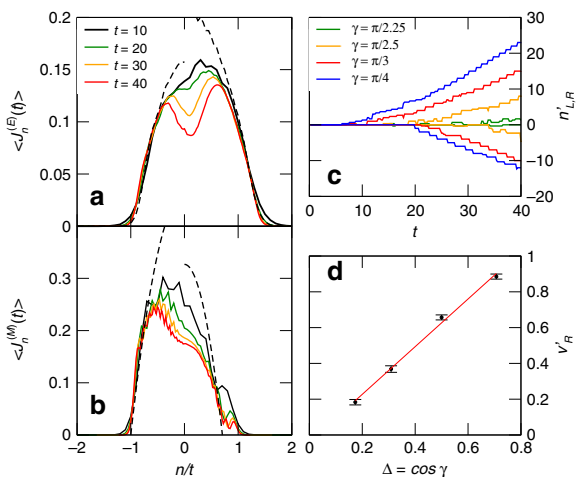 0.2
0.15
0.1
0.05
0
<J_n^(E)(t)>
t = 10
t = 20
t = 30
t = 40
a
0.3
0.2
0.1
0
<J_n^(M)(t)>
b
−2 −1 0 1 2
n/t
γ = π/2.25
γ = π/2.5
γ = π/3
γ = π/4
30
20
10
0
−10
−20
n'_L,R
c
0 10 20 30 40
t
d
1
0.8
0.6
0.4
0.2
0
v'_R
0 0.2 0.4 0.6 0.8
Δ = cos γ